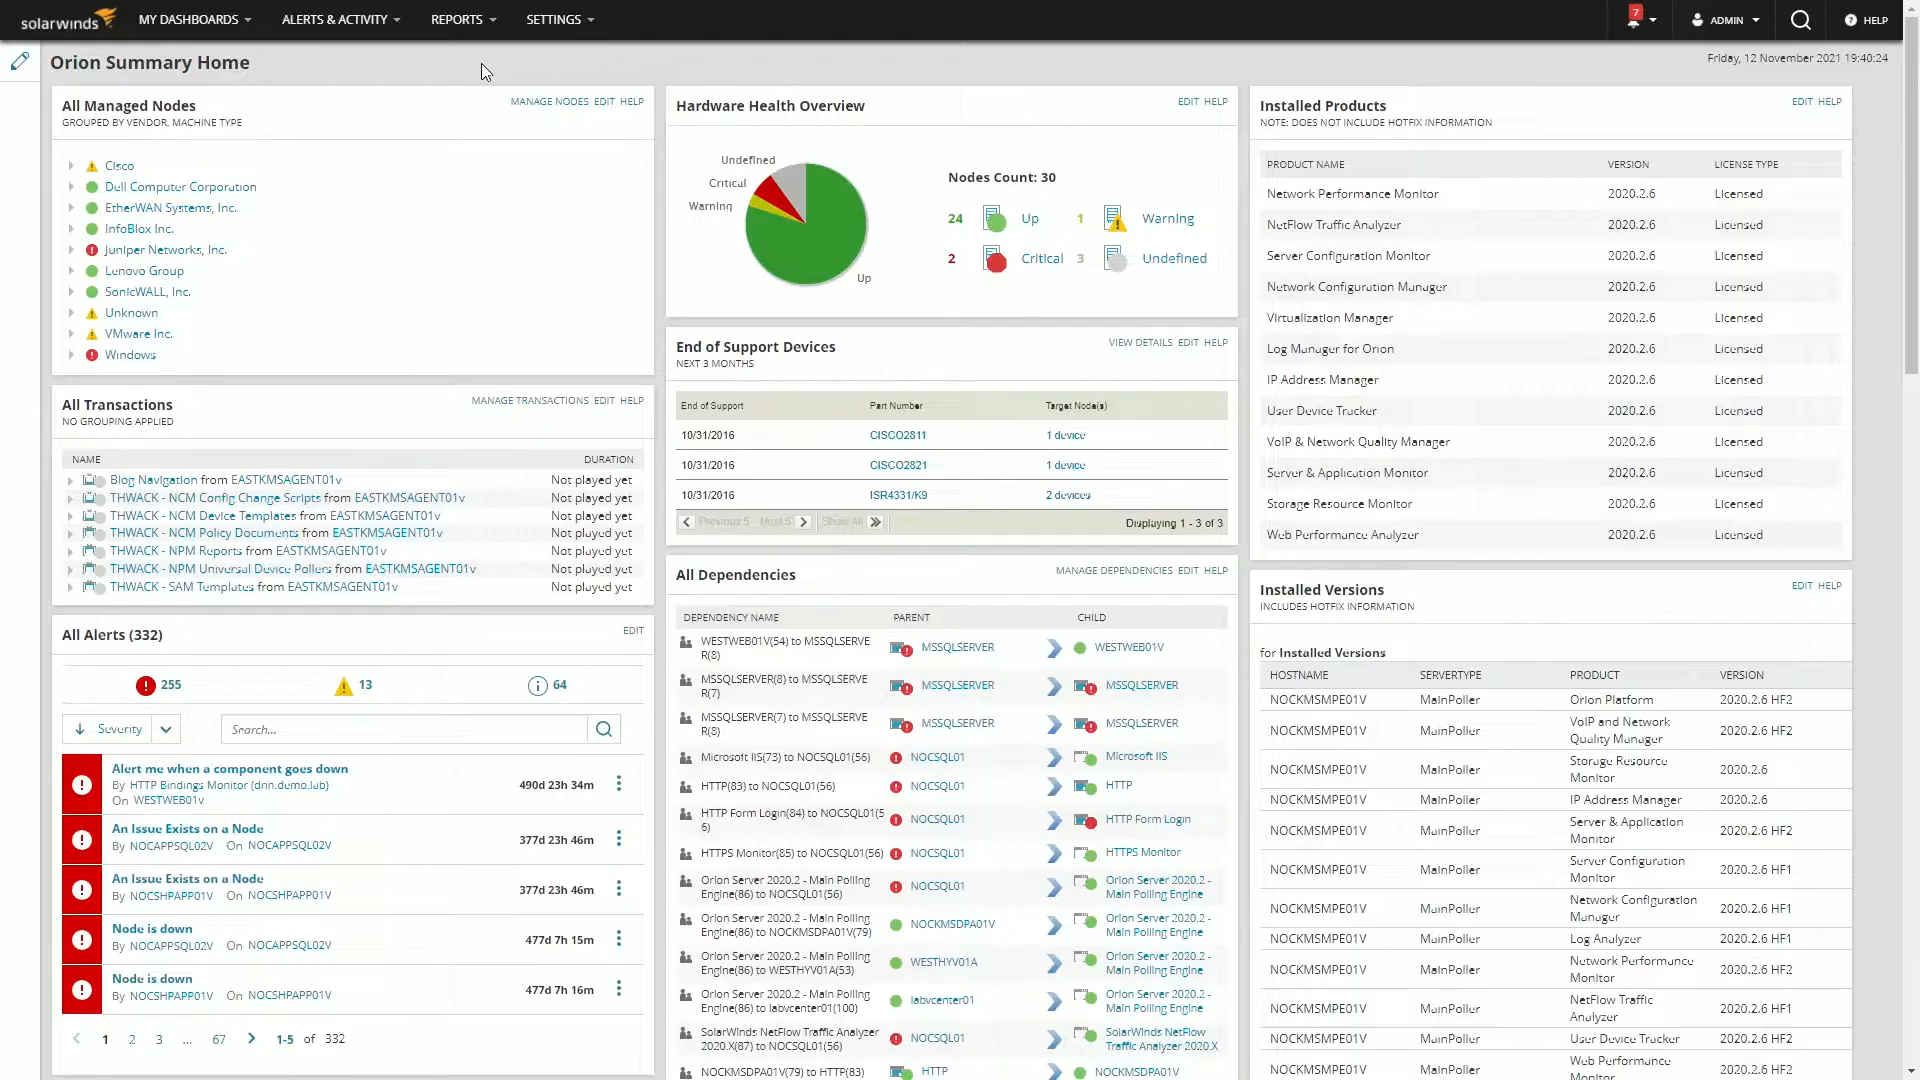 solarwinds
MY DASHBOARDS
ALERTS & ACTIVITY
REPORTS
SETTINGS
7
ADMIN
HELP
Orion Summary Home
Friday, 12 November 2021 19:40:24
All Managed Nodes
MANAGE NODES EDIT HELP
GROUPED BY VENDOR, MACHINE TYPE
Cisco
Dell Computer Corporation
EtherWAN Systems, Inc.
InfoBlox Inc.
Juniper Networks, Inc.
Lenovo Group
SonicWALL, Inc.
Unknown
VMware Inc.
Windows
All Transactions
MANAGE TRANSACTIONS EDIT HELP
NO GROUPING APPLIED
NAME DURATION
Blog Navigation from EASTKMSAGENT01v Not played yet
THWACK - NCM Config Change Scripts from EASTKMSAGENT01v Not played yet
THWACK - NCM Device Templates from EASTKMSAGENT01v Not played yet
THWACK - NCM Policy Documents from EASTKMSAGENT01v Not played yet
THWACK - NPM Reports from EASTKMSAGENT01v Not played yet
THWACK - NPM Universal Device Pollers from EASTKMSAGENT01v Not played yet
THWACK - SAM Templates from EASTKMSAGENT01v Not played yet
All Alerts (332)
EDIT
255 13 64
Severity
Search...
Alert me when a component goes down
By HTTP Bindings Monitor (dnn.demo.lab)
On WESTWEB01v
490d 23h 34m
An Issue Exists on a Node
By NOCAPPSQL02V On NOCAPPSQL02V
377d 23h 46m
An Issue Exists on a Node
By NOCSHPAPP01V On NOCSHPAPP01V
377d 23h 46m
Node is down
By NOCAPPSQL02V On NOCAPPSQL02V
477d 7h 15m
Node is down
By NOCSHPAPP01V On NOCSHPAPP01V
477d 7h 16m
1 2 3 ... 67 1-5 of 332
Hardware Health Overview
EDIT HELP
Undefined
Critical
Warning
Up
Nodes Count: 30
24 Up 1 Warning
2 Critical 3 Undefined
End of Support Devices
VIEW DETAILS EDIT HELP
NEXT 3 MONTHS
End of Support Part Number Target Node(s)
10/31/2016 CISCO2811 1 device
10/31/2016 CISCO2821 1 device
10/31/2016 ISR4331/K9 2 devices
Previous 5 - Next 5 Show All Displaying 1 - 3 of 3
All Dependencies
MANAGE DEPENDENCIES EDIT HELP
DEPENDENCY NAME PARENT CHILD
WESTWEB01V(54) to MSSQLSERVE
R(8)
MSSQLSERVER WESTWEB01V
MSSQLSERVER(8) to MSSQLSERVE
R(7)
MSSQLSERVER MSSQLSERVER
MSSQLSERVER(7) to MSSQLSERVE
R(8)
MSSQLSERVER MSSQLSERVER
Microsoft IIS(73) to NOCSQL01(56) NOCSQL01 Microsoft IIS
HTTP(83) to NOCSQL01(56) NOCSQL01 HTTP
HTTP Form Login(84) to NOCSQL01(5
6)
NOCSQL01 HTTP Form Login
HTTPS Monitor(85) to NOCSQL01(56) NOCSQL01 HTTPS Monitor
Orion Server 2020.2 - Main Polling
Engine(86) to NOCSQL01(56)
NOCSQL01
Orion Server 2020.2 -
Main Polling Engine
Orion Server 2020.2 - Main Polling
Engine(86) to NOCKMSDPA01V(79)
NOCKMSDPA01V
Orion Server 2020.2 -
Main Polling Engine
Orion Server 2020.2 - Main Polling
Engine(86) to WESTHYV01A(53)
WESTHYV01A
Orion Server 2020.2 -
Main Polling Engine
Orion Server 2020.2 - Main Polling
Engine(86) to labvcenter01(100)
labvcenter01
Orion Server 2020.2 -
Main Polling Engine
SolarWinds NetFlow Traffic Analyzer
2020.X(87) to NOCSQL01(56)
NOCSQL01
SolarWinds NetFlow
Traffic Analyzer 2020.X
NOCKMSDPA01V(79) to HTTP(83) HTTP NOCKMSDPA01V
Installed Products
EDIT HELP
NOTE: DOES NOT INCLUDE HOTFIX INFORMATION
PRODUCT NAME VERSION LICENSE TYPE
Network Performance Monitor 2020.2.6 Licensed
NetFlow Traffic Analyzer 2020.2.6 Licensed
Server Configuration Monitor 2020.2.6 Licensed
Network Configuration Manager 2020.2.6 Licensed
Virtualization Manager 2020.2.6 Licensed
Log Manager for Orion 2020.2.6 Licensed
IP Address Manager 2020.2.6 Licensed
User Device Tracker 2020.2.6 Licensed
VoIP & Network Quality Manager 2020.2.6 Licensed
Server & Application Monitor 2020.2.6 Licensed
Storage Resource Monitor 2020.2.6 Licensed
Web Performance Analyzer 2020.2.6 Licensed
Installed Versions
EDIT HELP
INCLUDES HOTFIX INFORMATION
for Installed Versions
HOSTNAME SERVERTYPE PRODUCT VERSION
NOCKMSMPE01V MainPoller Orion Platform 2020.2.6 HF2
NOCKMSMPE01V MainPoller VoIP and Network
Quality Manager 2020.2.6 HF2
NOCKMSMPE01V MainPoller Storage Resource
Monitor 2020.2.6
NOCKMSMPE01V MainPoller IP Address Manager 2020.2.6
NOCKMSMPE01V MainPoller Server & Application
Monitor 2020.2.6 HF2
NOCKMSMPE01V MainPoller Server Configuration
Monitor 2020.2.6 HF1
NOCKMSMPE01V MainPoller Network Configuration
Manager 2020.2.6 HF1
NOCKMSMPE01V MainPoller Log Analyzer 2020.2.6 HF1
NOCKMSMPE01V MainPoller Network Performance
Monitor 2020.2.6 HF2
NOCKMSMPE01V MainPoller NetFlow Traffic
Analyzer 2020.2.6 HF1
NOCKMSMPE01V MainPoller User Device Tracker 2020.2.6 HF2
NOCKMSMPE01V MainPoller Web Performance
Monitor 2020.2.6 HF2